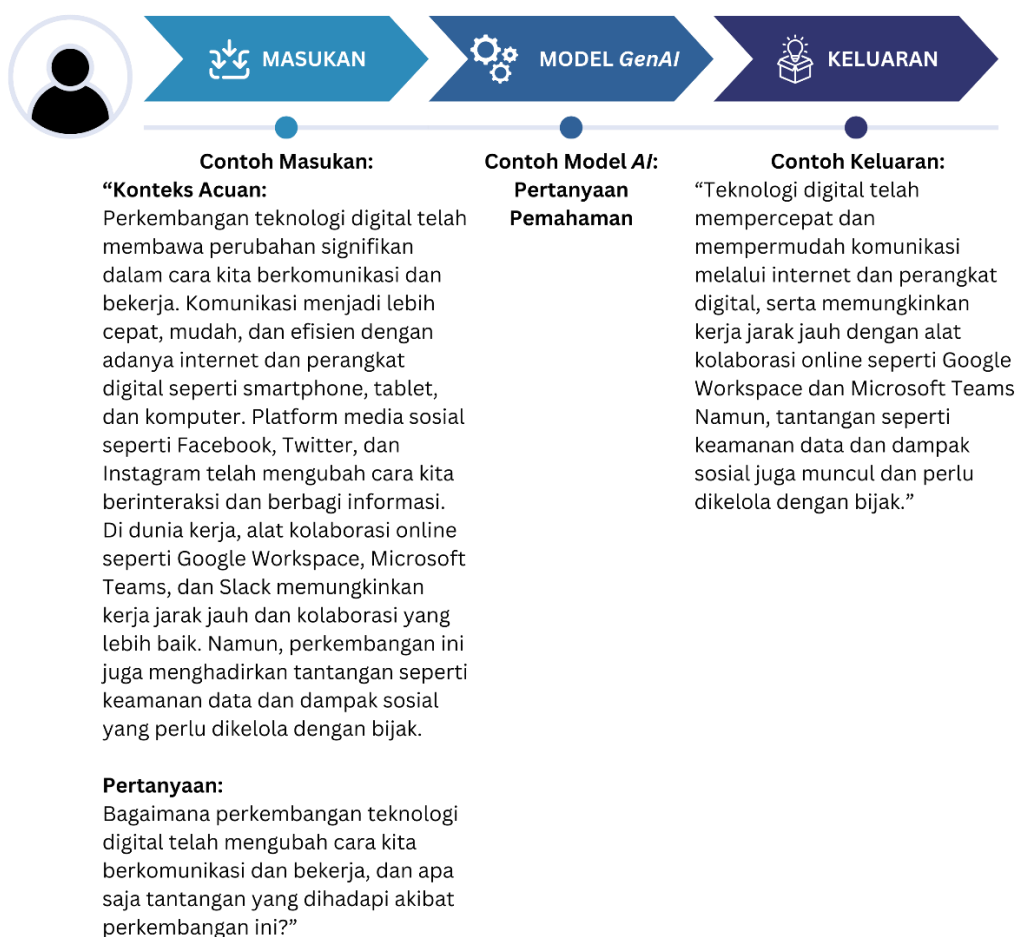 MASUKAN
MODEL GenAI
KELUARAN
Contoh Masukan:
“Konteks Acuan:
Perkembangan teknologi digital telah
membawa perubahan signifikan
dalam cara kita berkomunikasi dan
bekerja. Komunikasi menjadi lebih
cepat, mudah, dan efisien dengan
adanya internet dan perangkat
digital seperti smartphone, tablet,
dan komputer. Platform media sosial
seperti Facebook, Twitter, dan
Instagram telah mengubah cara kita
berinteraksi dan berbagi informasi.
Di dunia kerja, alat kolaborasi online
seperti Google Workspace, Microsoft
Teams, dan Slack memungkinkan
kerja jarak jauh dan kolaborasi yang
lebih baik. Namun, perkembangan ini
juga menghadirkan tantangan seperti
keamanan data dan dampak sosial
yang perlu dikelola dengan bijak.
Pertanyaan:
Bagaimana perkembangan teknologi
digital telah mengubah cara kita
berkomunikasi dan bekerja, dan apa
saja tantangan yang dihadapi akibat
perkembangan ini?”
Contoh Model AI:
Pertanyaan
Pemahaman
Contoh Keluaran:
“Teknologi digital telah
mempercepat dan
mempermudah komunikasi
melalui internet dan perangkat
digital, serta memungkinkan
kerja jarak jauh dengan alat
kolaborasi online seperti Google
Workspace dan Microsoft Teams
Namun, tantangan seperti
keamanan data dan dampak
sosial juga muncul dan perlu
dikelola dengan bijak.”